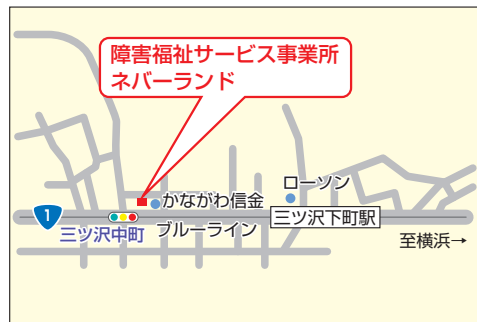 障害福祉サービス事業所
ネバーランド
ローソン
かながわ信金
1
三ツ沢下町駅
三ツ沢中町
ブルーライン
至横浜→